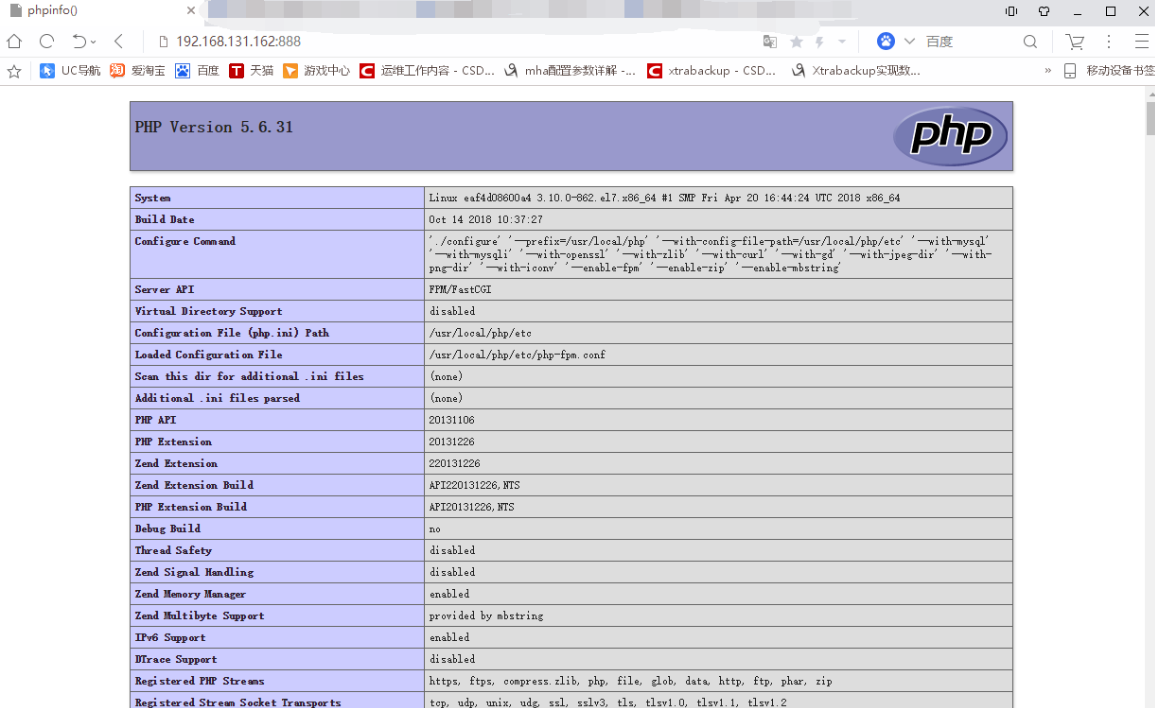 phpinfo()
192.168.131.162:888
百度
UC导航 爱淘宝 百度 天猫 游戏中心 运维工作内容 - CSD... mha配置参数详解 -... xtrabackup - CSD... Xtrabackup实现数... » 移动设备书签
PHP Version 5.6.31
php
System Linux eaf4d08600a4 3.10.0-862.el7.x86_64 #1 SMP Fri Apr 20 16:44:24 UTC 2018 x86_64
Build Date Oct 14 2018 10:37:27
Configure Command './configure' '--prefix=/usr/local/php' '--with-config-file-path=/usr/local/php/etc' '--with-mysql'
'--with-mysqli' '--with-openssl' '--with-zlib' '--with-curl' '--with-gd' '--with-jpeg-dir' '--with-
png-dir' '--with-iconv' '--enable-fpm' '--enable-zip' '--enable-mbstring'
Server API FPM/FastCGI
Virtual Directory Support disabled
Configuration File (php.ini) Path /usr/local/php/etc
Loaded Configuration File /usr/local/php/etc/php-fpm.conf
Scan this dir for additional .ini files (none)
Additional .ini files parsed (none)
PHP API 20131106
PHP Extension 20131226
Zend Extension 220131226
Zend Extension Build API220131226,NTS
PHP Extension Build API20131226,NTS
Debug Build no
Thread Safety disabled
Zend Signal Handling disabled
Zend Memory Manager enabled
Zend Multibyte Support provided by mbstring
IPv6 Support enabled
DTrace Support disabled
Registered PHP Streams https, ftps, compress.zlib, php, file, glob, data, http, ftp, phar, zip
Registered Stream Socket Transports tcp, udp, unix, udg, ssl, sslv3, tls, tlsv1.0, tlsv1.1, tlsv1.2